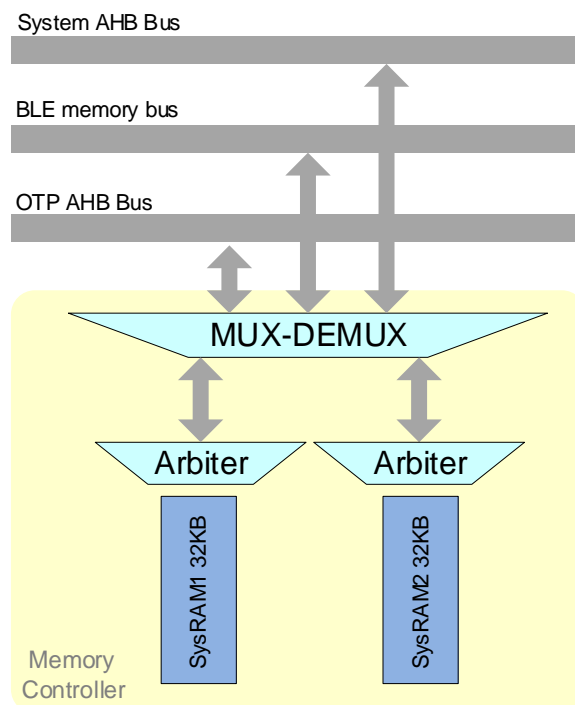 System AHB Bus
BLE memory bus
OTP AHB Bus
MUX-DEMUX
Arbiter
Arbiter
SysRAM1 32KB
SysRAM2 32KB
Memory
Controller